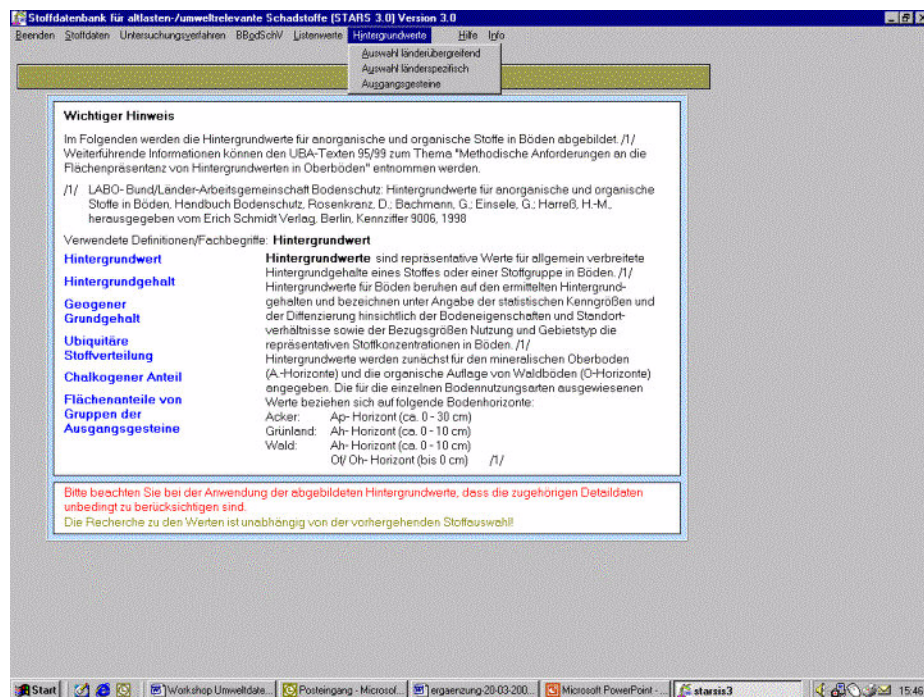 Stoffdatenbank für altlasten-/umweltrelevante Schadstoffe (STARS 3.0) Version 3.0
Beenden Stoffdaten Untersuchungsverfahren BBodSchV Listenwerte Hintergrundwerte Hilfe Info
Auswahl länderübergreifend
Auswahl länderspezifisch
Ausgangsgesteine
Wichtiger Hinweis
Im Folgenden werden die Hintergrundwerte für anorganische und organische Stoffe in Böden abgebildet. /1/
Weiterführende Informationen können den UBA-Texten 95/99 zum Thema "Methodische Anforderungen an die
Flächenpräsentanz von Hintergrundwerten in Oberböden" entnommen werden.
/1/ LABO- Bund/Länder-Arbeitsgemeinschaft Bodenschutz: Hintergrundwerte für anorganische und organische
Stoffe in Böden. Handbuch Bodenschutz, Rosenkranz, D.; Bachmann, G.; Einsele, G.; Harreß, H.-M.,
herausgegeben vom Erich Schmidt Verlag, Berlin, Kennziffer 9006, 1998
Verwendete Definitionen/Fachbegriffe: Hintergrundwert
Hintergrundwert
Hintergrundgehalt
Geogener
Grundgehalt
Ubiquitäre
Stoffverteilung
Chalkogener Anteil
Flächenanteile von
Gruppen der
Ausgangsgesteine
Hintergrundwerte sind repräsentative Werte für allgemein verbreitete
Hintergrundgehalte eines Stoffes oder einer Stoffgruppe in Böden. /1/
Hintergrundwerte für Böden beruhen auf den ermittelten Hintergrund-
gehalten und bezeichnen unter Angabe der statistischen Kenngrößen und
der Diffenzierung hinsichtlich der Bodeneigenschaften und Standort-
verhältnisse sowie der Bezugsgrößen Nutzung und Gebietstyp die
repräsentativen Stoffkonzentrationen in Böden. /1/
Hintergrundwerte werden zunächst für den mineralischen Oberboden
(A.-Horizonte) und die organische Auflage von Waldböden (O-Horizonte)
angegeben. Die für die einzelnen Bodennutzungsarten ausgewiesenen
Werte beziehen sich auf folgende Bodenhorizonte:
Acker: Ap- Horizont (ca. 0 - 30 cm)
Grünland: Ah- Horizont (ca. 0 - 10 cm)
Wald: Ah- Horizont (ca. 0 - 10 cm)
Of/ Oh- Horizont (bis 0 cm) /1/
Bitte beachten Sie bei der Anwendung der abgebildeten Hintergrundwerte, dass die zugehörigen Detaildaten
unbedingt zu berücksichtigen sind.
Die Recherche zu den Werten ist unabhängig von der vorhergehenden Stoffauswahl!
Start Workshop Umweltdate... Posteingang - Microsof... ergaenzung-20-03-200... Microsoft PowerPoint - ... starsis3